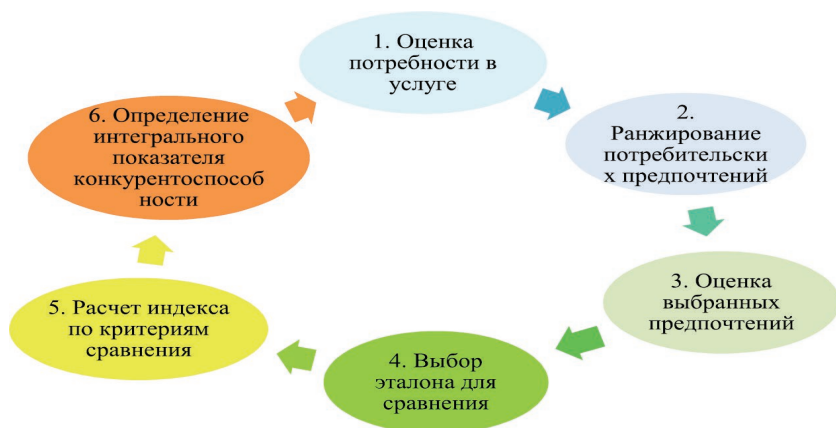 1. Оценка
потребности в
услуге
2.
Ранжирование
потребительски
х предпочтений
3. Оценка
выбранных
предпочтений
4. Выбор
эталона для
сравнения
5. Расчет индекса
по критериям
сравнения
6. Определение
интегрального
показателя
конкурентоспособ
ности